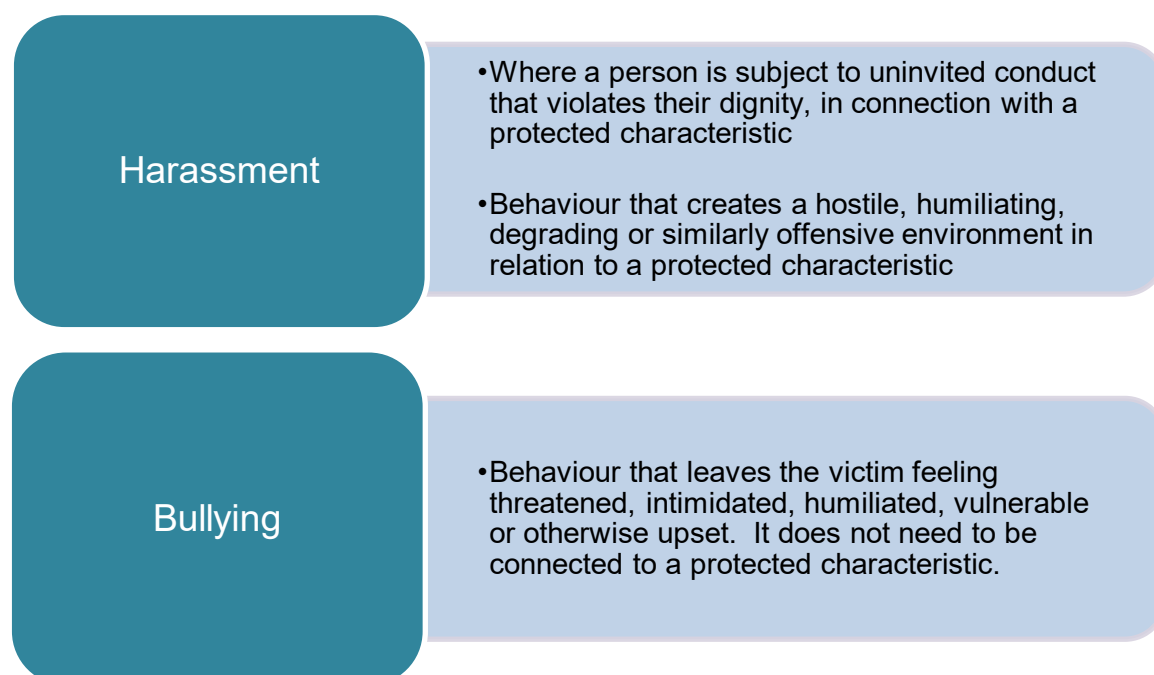 Harassment
•Where a person is subject to uninvited conduct
that violates their dignity, in connection with a
protected characteristic
•Behaviour that creates a hostile, humiliating,
degrading or similarly offensive environment in
relation to a protected characteristic
Bullying
•Behaviour that leaves the victim feeling
threatened, intimidated, humiliated, vulnerable
or otherwise upset.  It does not need to be
connected to a protected characteristic.